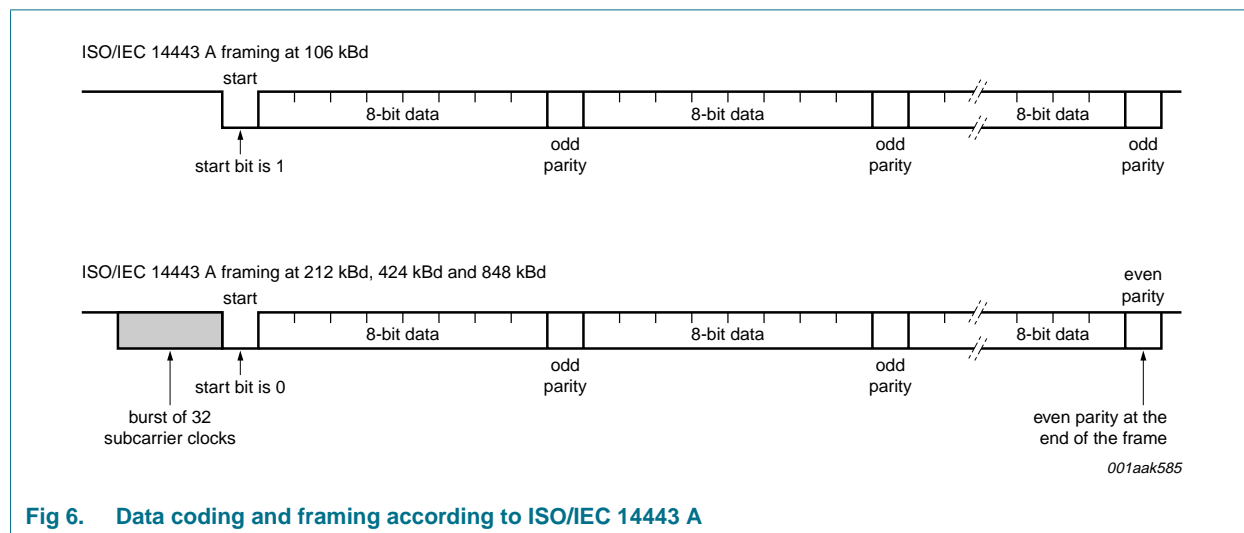 ISO/IEC 14443 A framing at 106 kBd
start
8-bit data
8-bit data
8-bit data
start bit is 1
odd
parity
odd
parity
odd
parity
ISO/IEC 14443 A framing at 212 kBd, 424 kBd and 848 kBd
start
even
parity
8-bit data
8-bit data
8-bit data
start bit is 0
odd
parity
odd
parity
burst of 32
subcarrier clocks
even parity at the
end of the frame
001aak585
Fig 6. Data coding and framing according to ISO/IEC 14443 A